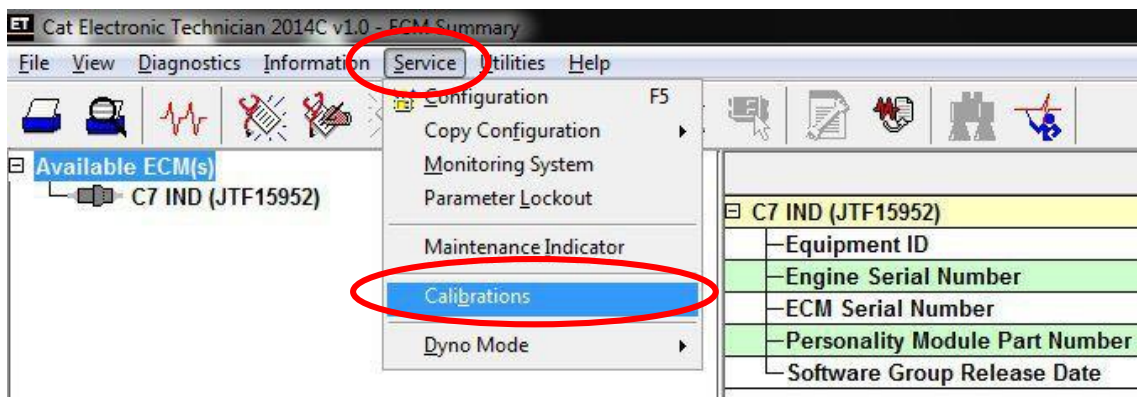 ET Cat Electronic Technician 2014C v1.0 - ECM Summary
File View Diagnostics Information Service Utilities Help
Configuration F5
Copy Configuration
Monitoring System
Parameter Lockout
Maintenance Indicator
Calibrations
Dyno Mode
Available ECM(s)
C7 IND (JTF15952)
C7 IND (JTF15952)
Equipment ID
Engine Serial Number
ECM Serial Number
Personality Module Part Number
Software Group Release Date